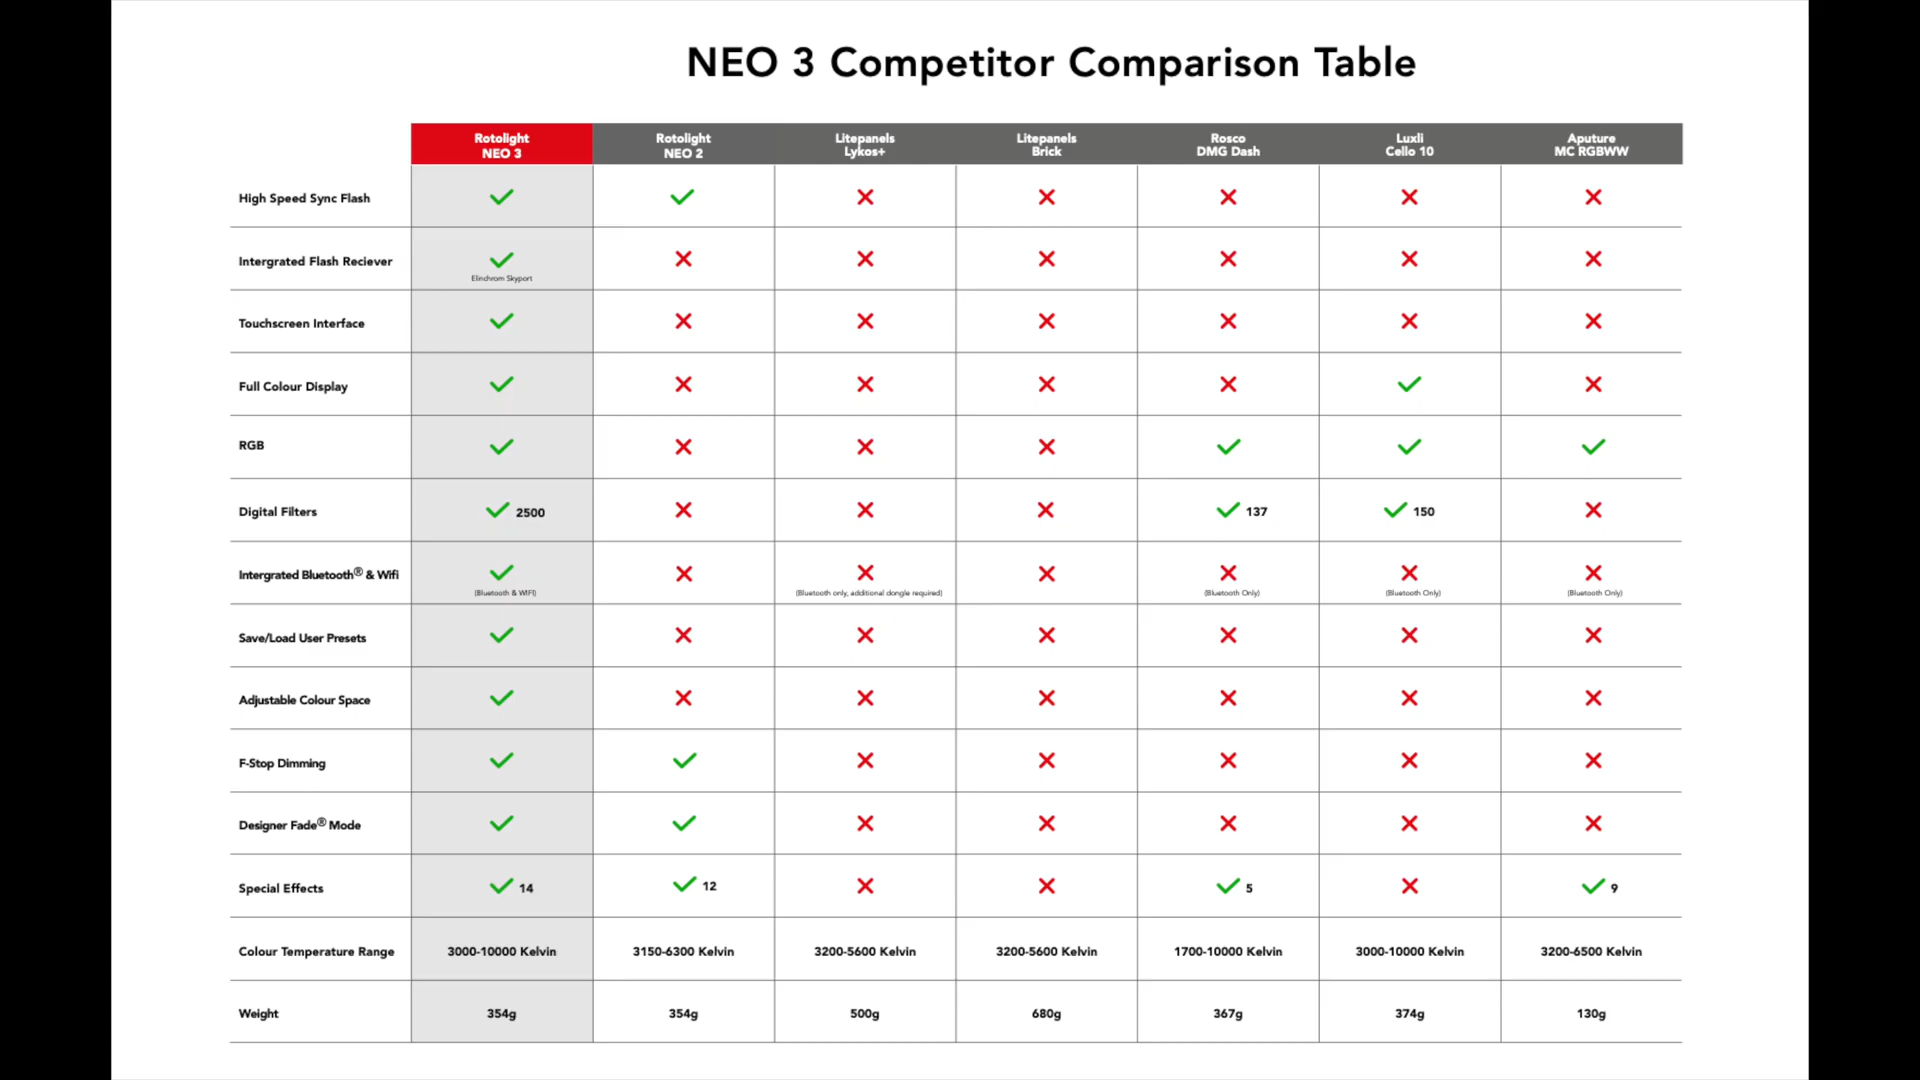 NEO 3 Competitor Comparison Table
Rotolight NEO 3 Rotolight NEO 2 Litepanels Lykos+ Litepanels Brick Rosco DMG Dash Luxli Cello 10 Aputure MC RGBWW
High Speed Sync Flash
Intergrated Flash Reciever
Elinchrom Skyport
Touchscreen Interface
Full Colour Display
RGB
Digital Filters 2500 137 150
Intergrated Bluetooth® & Wifi
(Bluetooth & WIFI) (Bluetooth only, additional dongle required) (Bluetooth Only) (Bluetooth Only) (Bluetooth Only)
Save/Load User Presets
Adjustable Colour Space
F-Stop Dimming
Designer Fade® Mode
Special Effects 14 12 5 9
Colour Temperature Range 3000-10000 Kelvin 3150-6300 Kelvin 3200-5600 Kelvin 3200-5600 Kelvin 1700-10000 Kelvin 3000-10000 Kelvin 3200-6500 Kelvin
Weight 354g 354g 500g 680g 367g 374g 130g